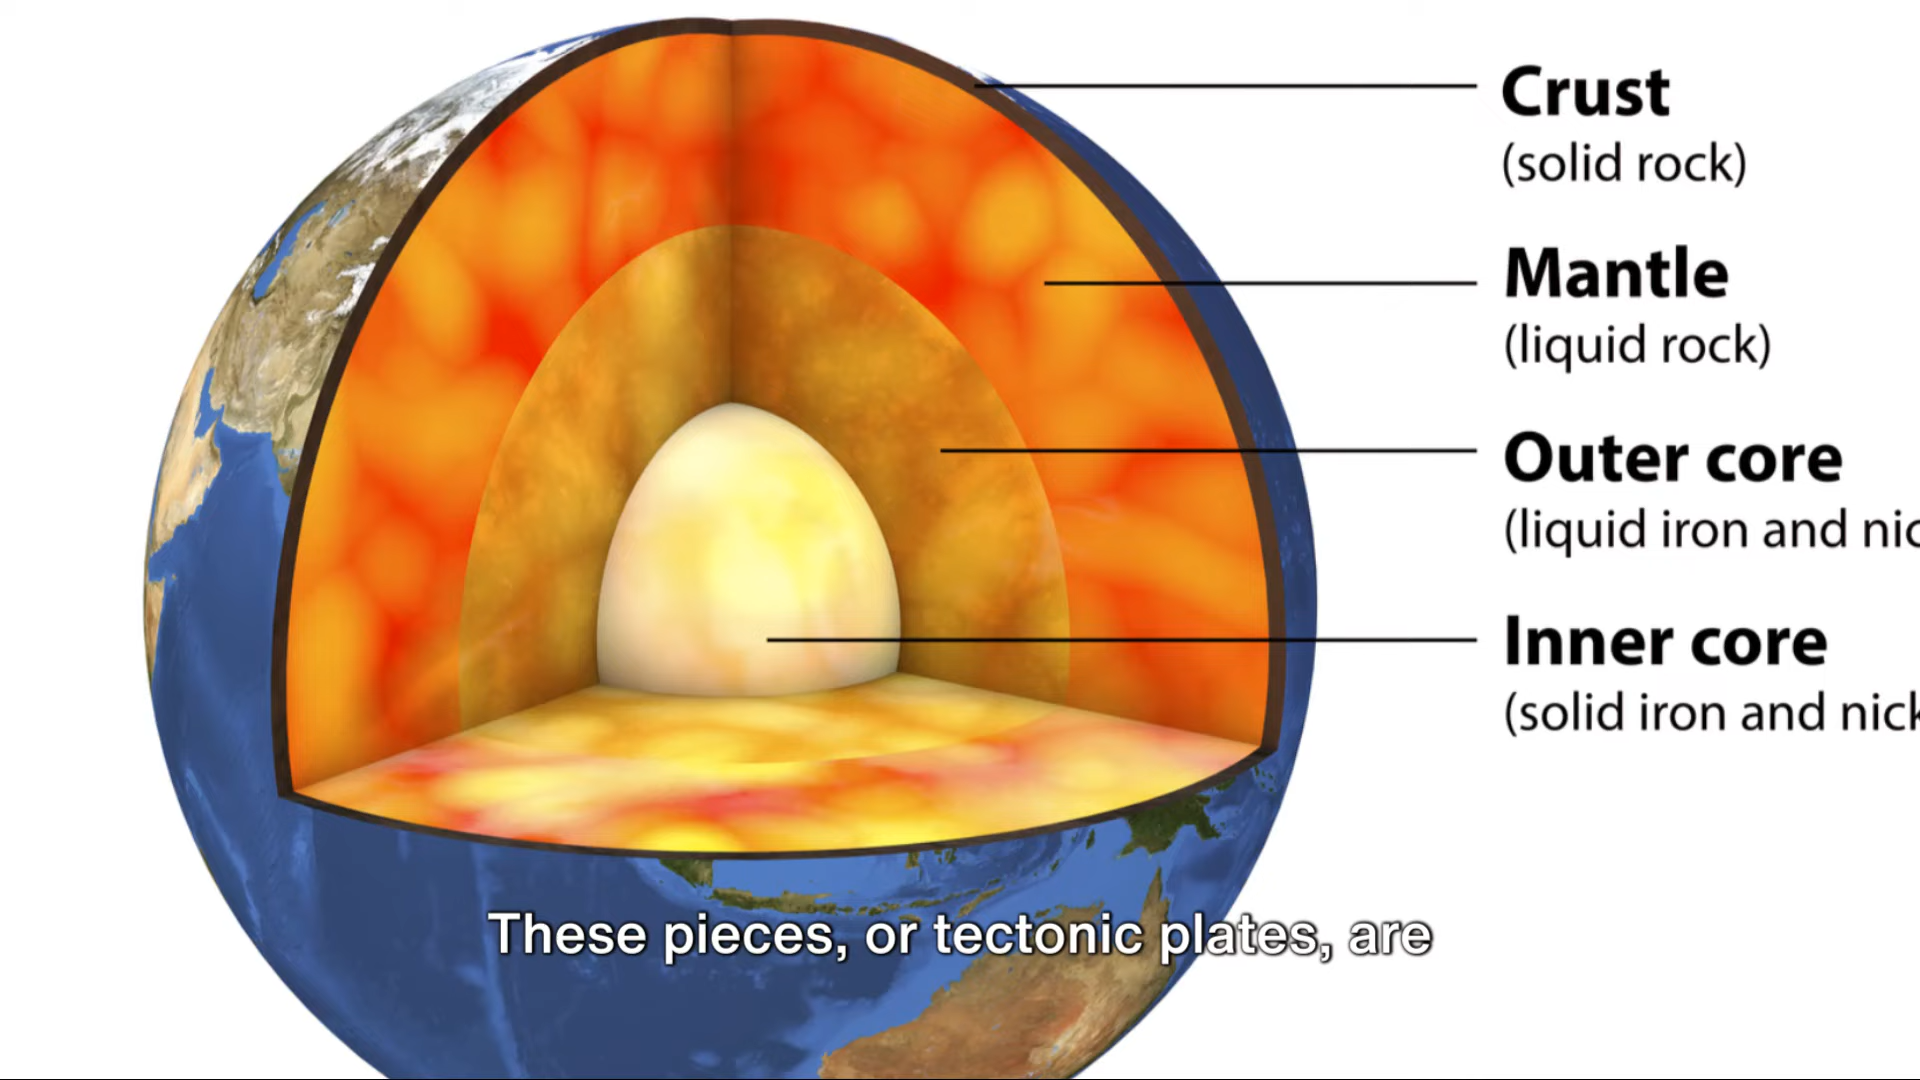 Crust
(solid rock)
Mantle
(liquid rock)
Outer core
(liquid iron and nic
Inner core
(solid iron and nick
These pieces, or tectonic plates, are